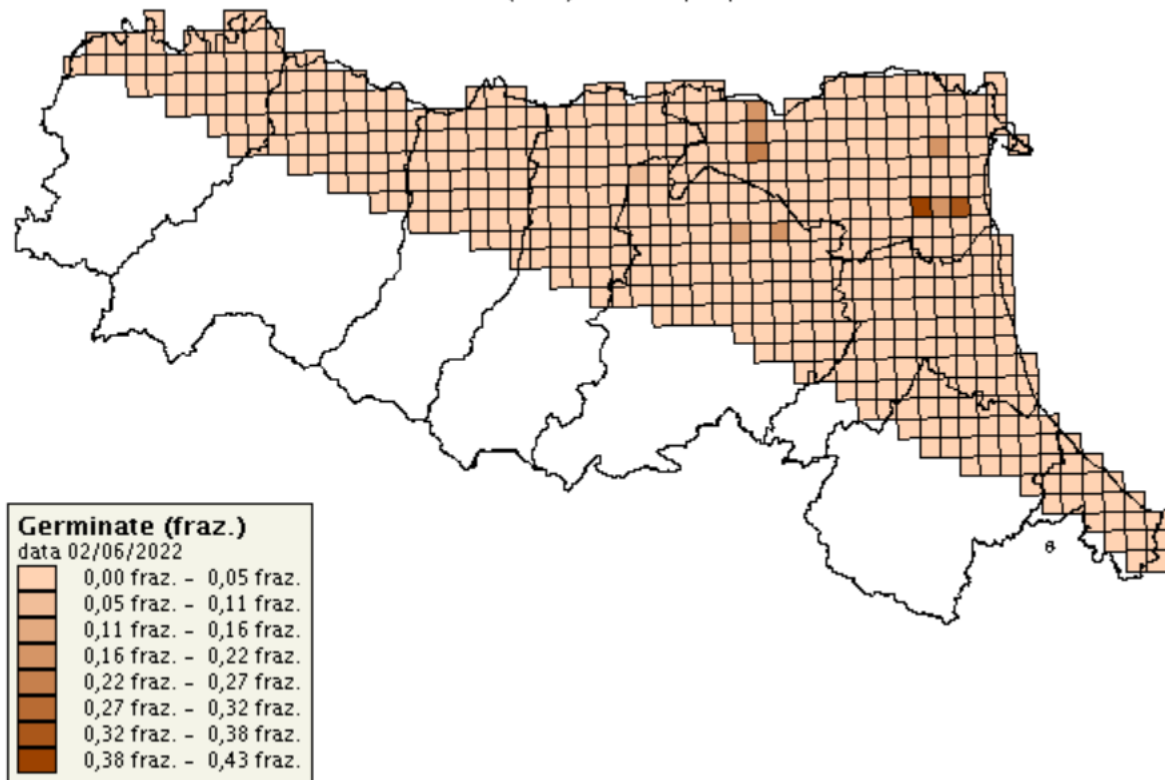 Germinate (fraz.)
data 02/06/2022
0,00 fraz. - 0,05 fraz.
0,05 fraz. - 0,11 fraz.
0,11 fraz. - 0,16 fraz.
0,16 fraz. - 0,22 fraz.
0,22 fraz. - 0,27 fraz.
0,27 fraz. - 0,32 fraz.
0,32 fraz. - 0,38 fraz.
0,38 fraz. - 0,43 fraz.